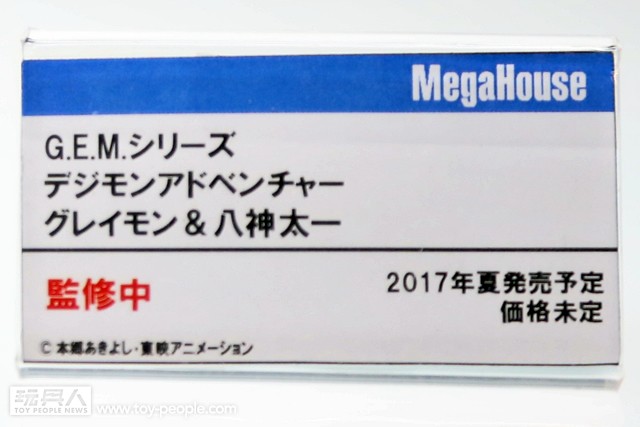 MegaHouse
G.E.M.シリーズ
デジモンアドベンチャー
グレイモン&八神太一
監修中
2017年夏発売予定
価格未定
© 本郷あきよし・東映アニメーション
玩具人
TOY PEOPLE NEWS
www.toy-people.com